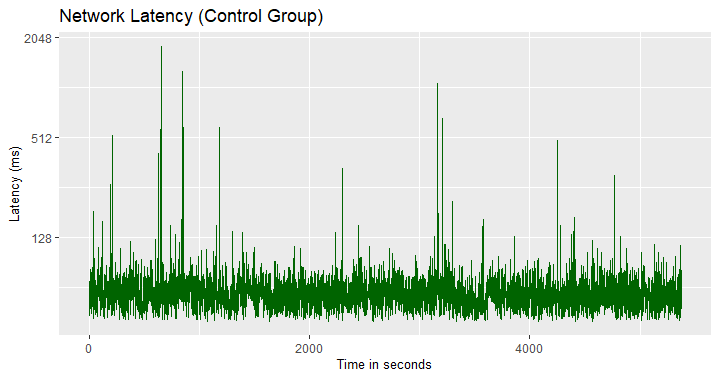 Network Latency (Control Group)
2048
512
128
Latency (ms)
0
2000
4000
Time in seconds